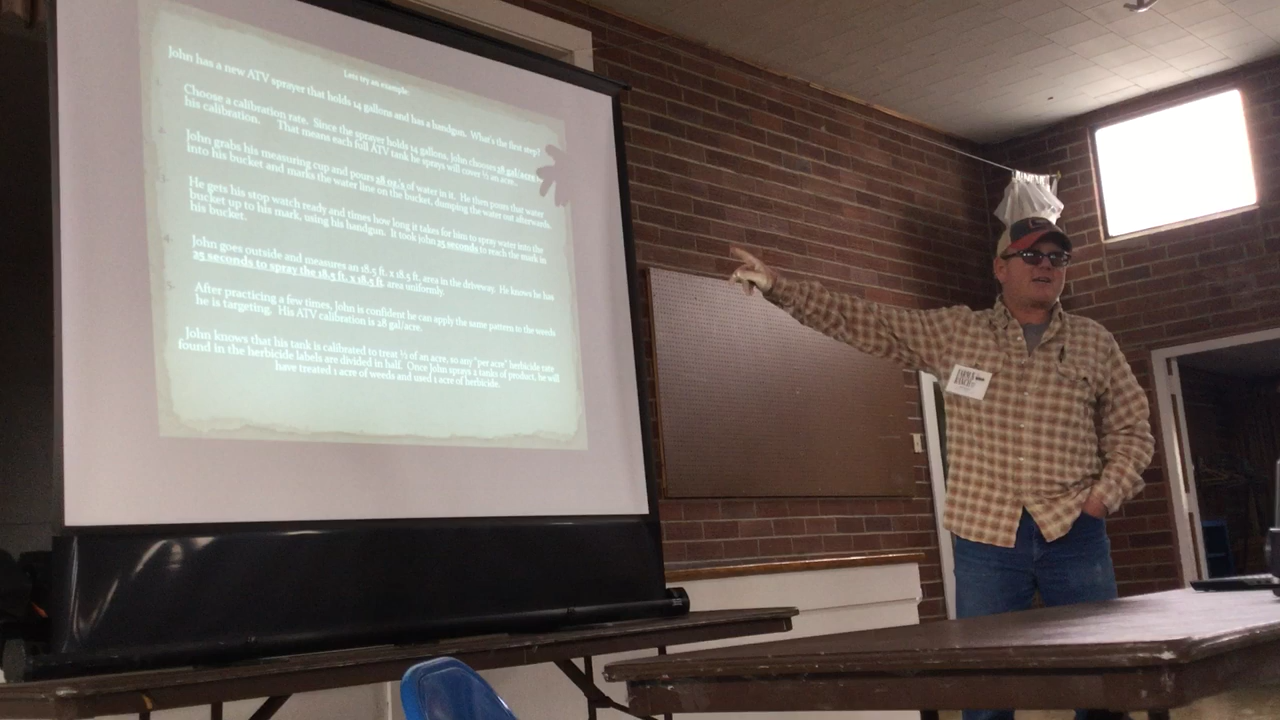 Lets try an example:
John has a new ATV sprayer that holds 14 gallons and has a handgun. What's the first step?
Choose a calibration rate. Since the sprayer holds 14 gallons, John chooses 28 gal/acre as
his calibration. That means each full ATV tank he sprays will cover ½ an acre..
John grabs his measuring cup and pours 28 oz.'s of water in it. He then pours that water
into his bucket and marks the water line on the bucket, dumping the water out afterwards.
He gets his stop watch ready and times how long it takes for him to spray water into the
bucket up to his mark, using his handgun. It took john 25 seconds to reach the mark in
his bucket.
John goes outside and measures an 18.5 ft. x 18.5 ft. area in the driveway. He knows he has
25 seconds to spray the 18.5 ft. x 18.5 ft. area uniformly.
After practicing a few times, John is confident he can apply the same pattern to the weeds
he is targeting. His ATV calibration is 28 gal/acre.
John knows that his tank is calibrated to treat ½ of an acre, so any "per acre" herbicide rate
found in the herbicide labels are divided in half. Once John sprays 2 tanks of product, he will
have treated 1 acre of weeds and used 1 acre of herbicide.